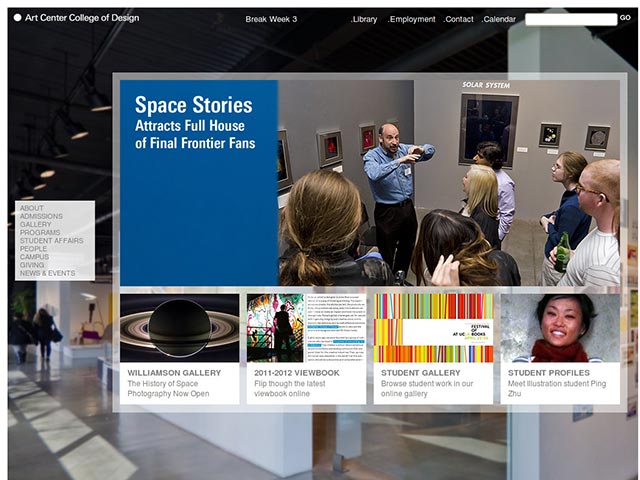 Art Center College of Design
Break Week 3
.Library .Employment .Contact .Calendar
GO
SOLAR SYSTEM
Space Stories
Attracts Full House
of Final Frontier Fans
ABOUT
ADMISSIONS
GALLERY
PROGRAMS
STUDENT AFFAIRS
PEOPLE
CAMPUS
GIVING
NEWS & EVENTS
FESTIVAL
OF
AT UC BOOKS
WILLIAMSON GALLERY
The History of Space
Photography Now Open
2011-2012 VIEWBOOK
Flip though the latest
viewbook online
STUDENT GALLERY
Browse student work in our
online gallery
STUDENT PROFILES
Meet Illustration student Ping
Zhu